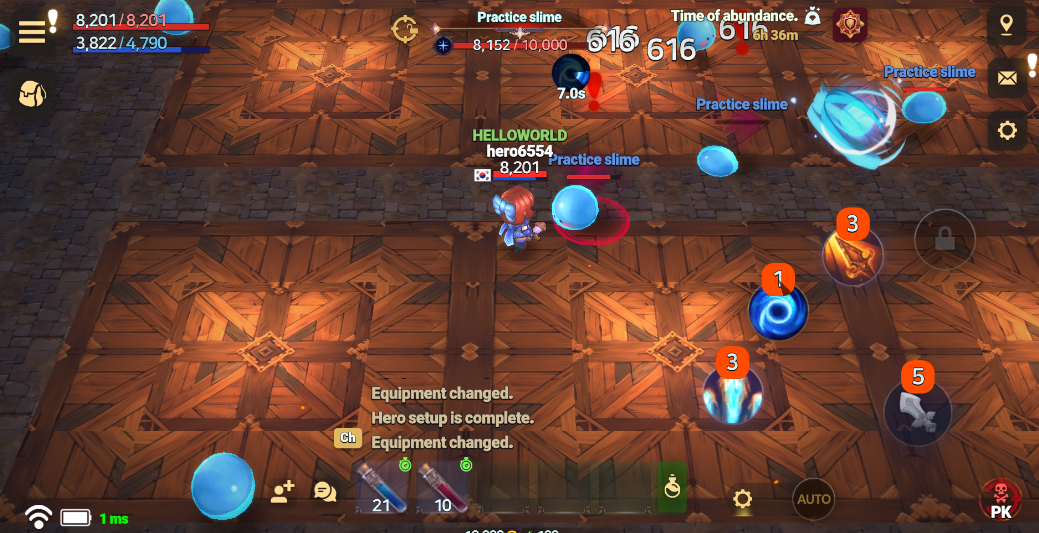 8,201/8,201
3,822/4,790
Practice slime
8,152/10,000
616
616
616
Time of abundance.
6h 36m
7.0s
Practice slime
Practice slime
HELLOWORLD
hero6554
8,201
Practice slime
3
1
3
5
Equipment changed.
Hero setup is complete.
Ch
Equipment changed.
21
10
AUTO
PK
1 ms